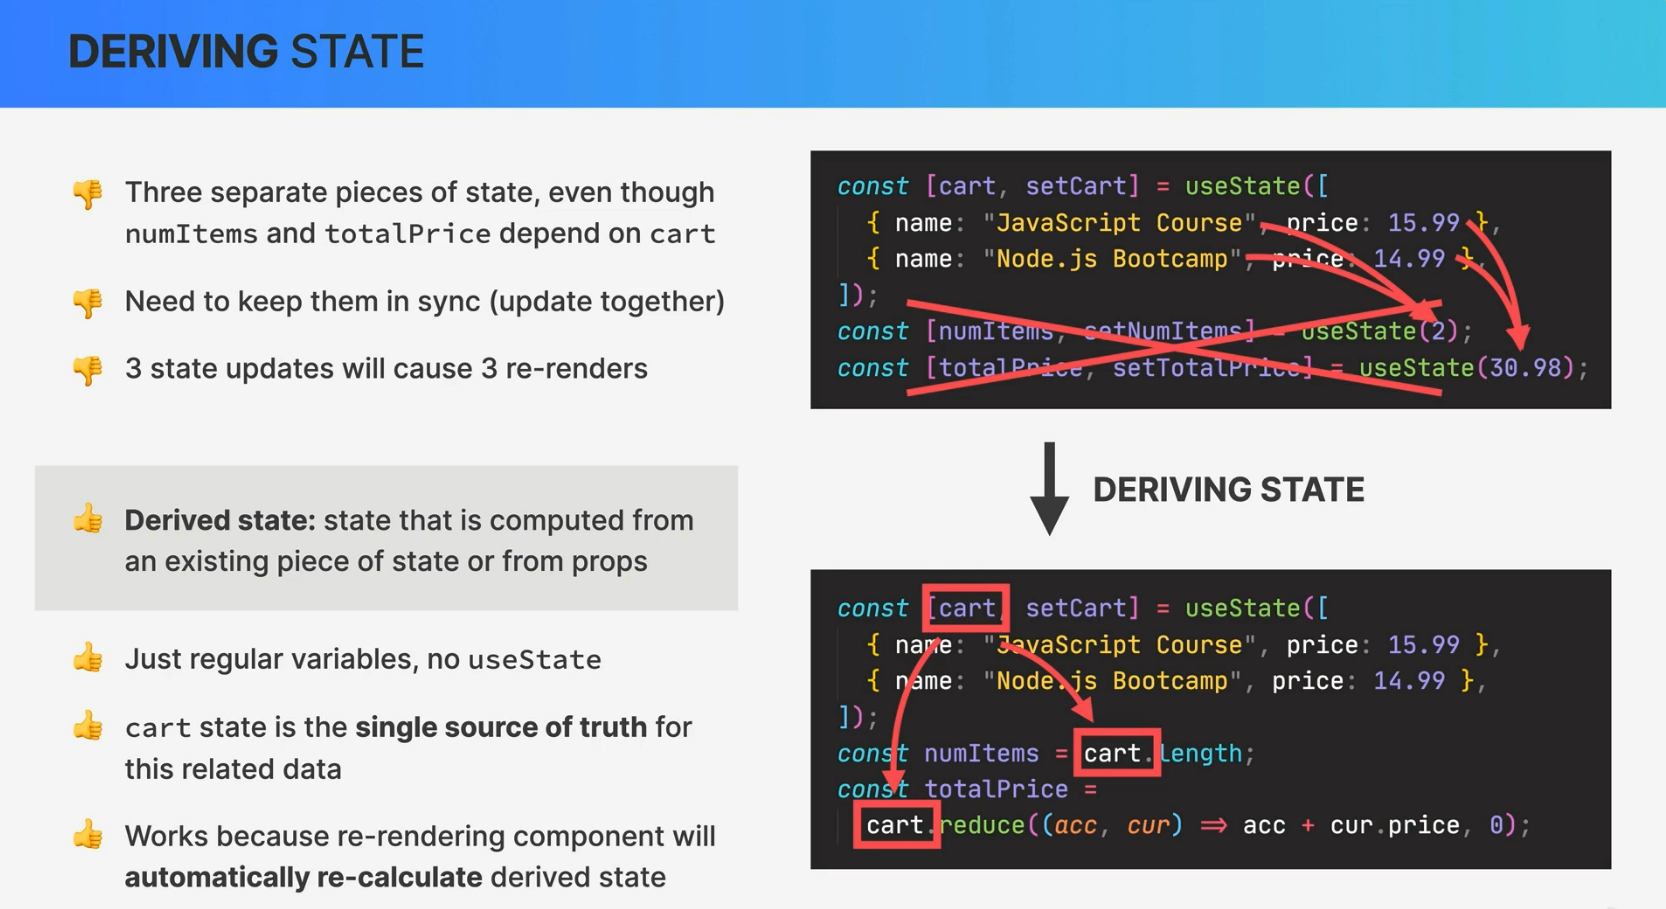 DERIVING STATE
👎 Three separate pieces of state, even though
numItems and totalPrice depend on cart
👎 Need to keep them in sync (update together)
👎 3 state updates will cause 3 re-renders
👍 Derived state: state that is computed from
an existing piece of state or from props
👍 Just regular variables, no useState
👍 cart state is the single source of truth for
this related data
👍 Works because re-rendering component will
automatically re-calculate derived state
const [cart, setCart] = useState([
{ name: "JavaScript Course", price: 15.99 },
{ name: "Node.js Bootcamp", price: 14.99 },
]);
const [numItems, setNumItems] = useState(2);
const [totalPrice, setTotalPrice] = useState(30.98);
DERIVING STATE
const [cart, setCart] = useState([
{ name: "JavaScript Course", price: 15.99 },
{ name: "Node.js Bootcamp", price: 14.99 },
]);
const numItems = cart.length;
const totalPrice =
cart.reduce((acc, cur) => acc + cur.price, 0);